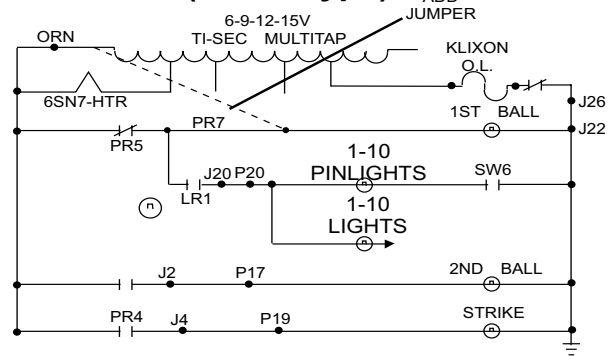 ADD
JUMPER
6-9-12-15V
ORN
TI-SEC MULTITAP
KLIXON
O.L.
6SN7-HTR
1ST BALL
J26
PR7
J22
PR5
1-10
J20 P20
PINLIGHTS
SW6
LR1
1-10
LIGHTS
J2
P17
2ND BALL
PR4
J4
P19
STRIKE